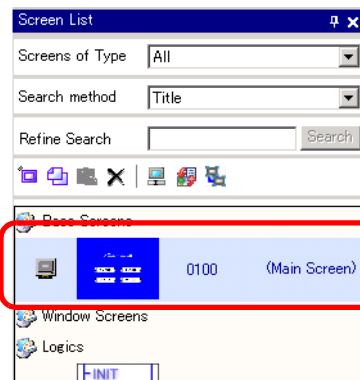 Screen List
Screens of Type All
Search method Title
Refine Search Search
Base Screens
0100 (Main Screen)
Window Screens
Logics
INIT